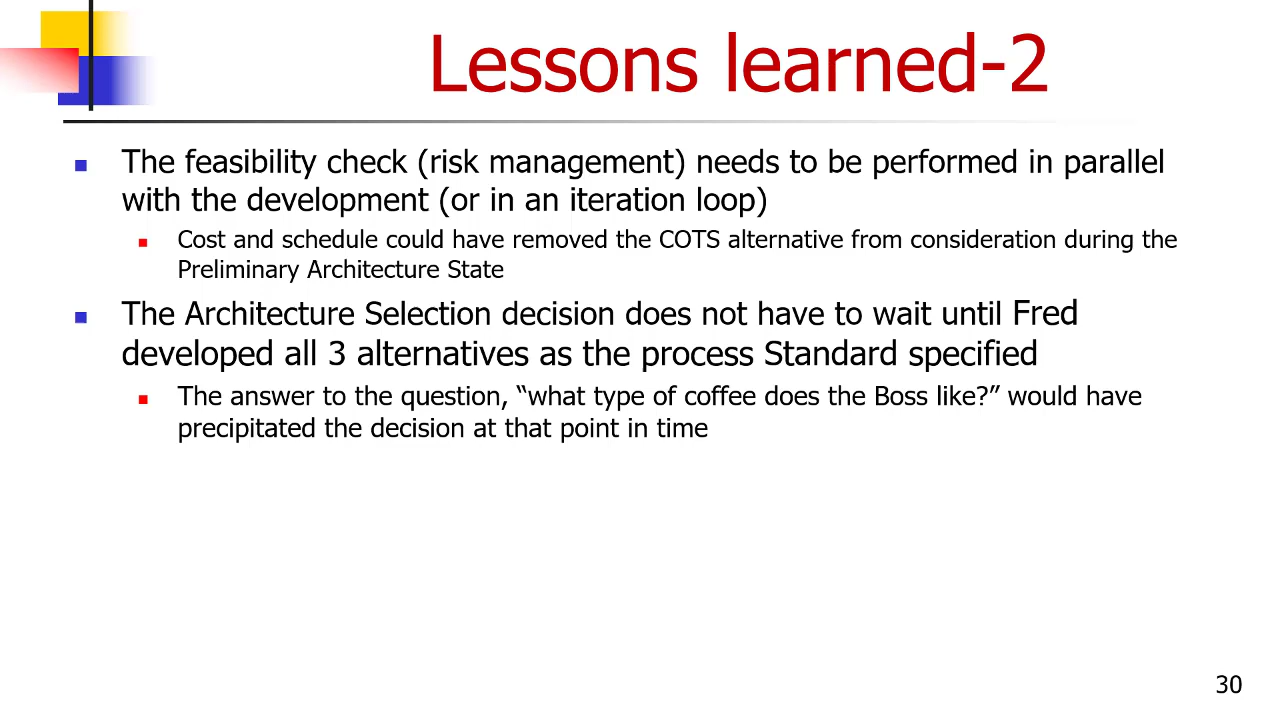 Lessons learned-2
The feasibility check (risk management) needs to be performed in parallel
with the development (or in an iteration loop)
Cost and schedule could have removed the COTS alternative from consideration during the
Preliminary Architecture State
The Architecture Selection decision does not have to wait until Fred
developed all 3 alternatives as the process Standard specified
The answer to the question, “what type of coffee does the Boss like?” would have
precipitated the decision at that point in time
30